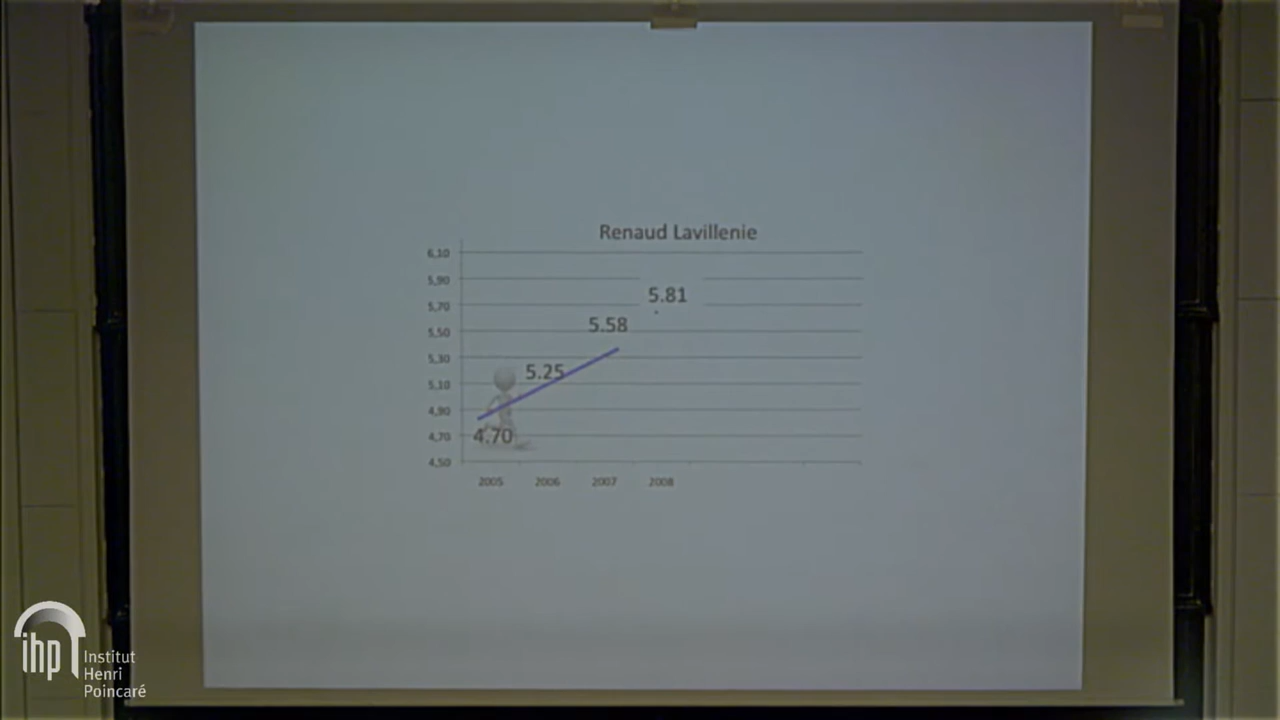 Renaud Lavillenie
6,10
5,90
5,70
5,50
5,30
5,10
4,90
4,70
4,50
5.81
5.58
5.25
4.70
2005 2006 2007 2008
ihp
Institut
Henri
Poincaré